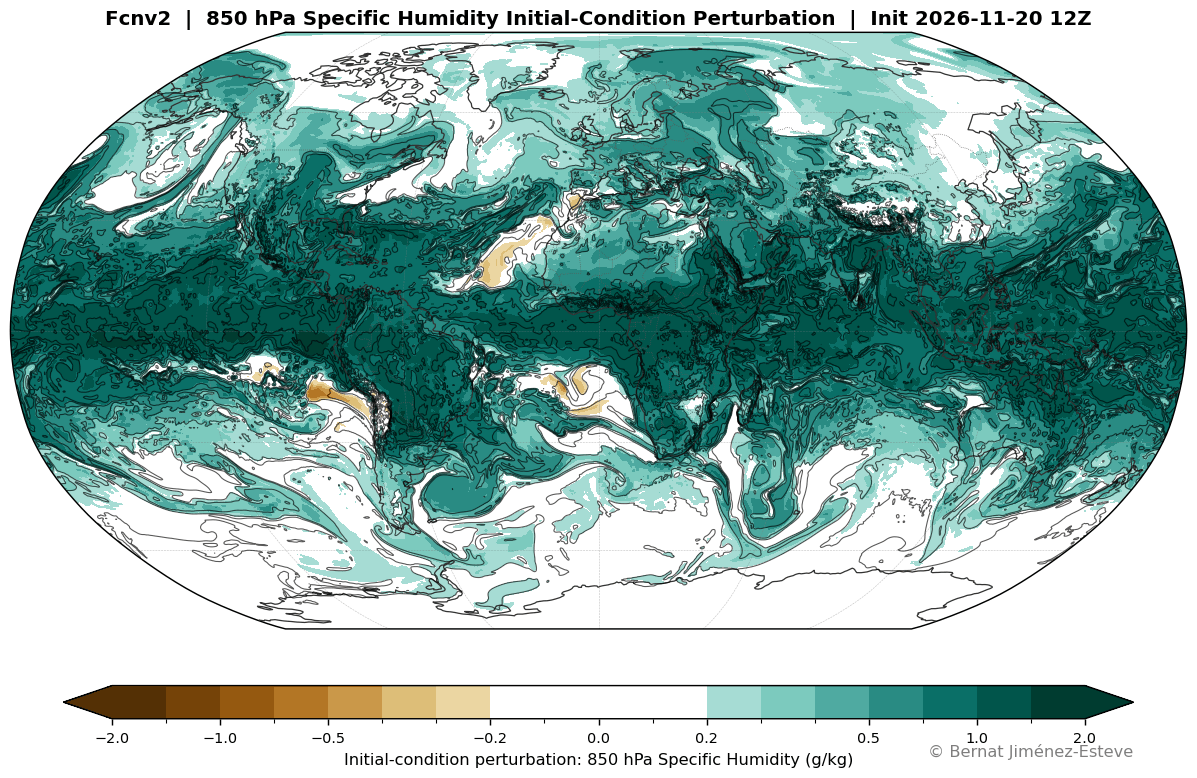 Fcnv2 | 850 hPa Specific Humidity Initial-Condition Perturbation | Init 2026-11-20 12Z
−2.0 −1.0 −0.5 −0.2 0.0 0.2 0.5 1.0 2.0
Initial-condition perturbation: 850 hPa Specific Humidity (g/kg)
© Bernat Jiménez-Esteve